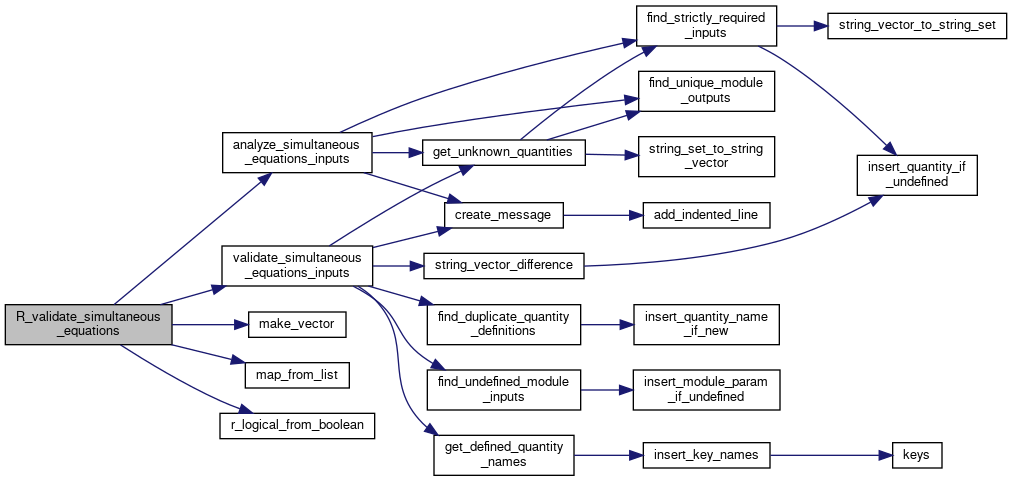 find_strictly_required
_inputs
string_vector_to_string_set
find_unique_module
_outputs
analyze_simultaneous
_equations_inputs
get_unknown_quantities
string_set_to_string
_vector
insert_quantity_if
_undefined
create_message
add_indented_line
validate_simultaneous
_equations_inputs
string_vector_difference
R_validate_simultaneous
_equations
make_vector
find_duplicate_quantity
_definitions
insert_quantity_name
_if_new
map_from_list
find_undefined_module
_inputs
insert_module_param
_if_undefined
r_logical_from_boolean
get_defined_quantity
_names
insert_key_names
keys